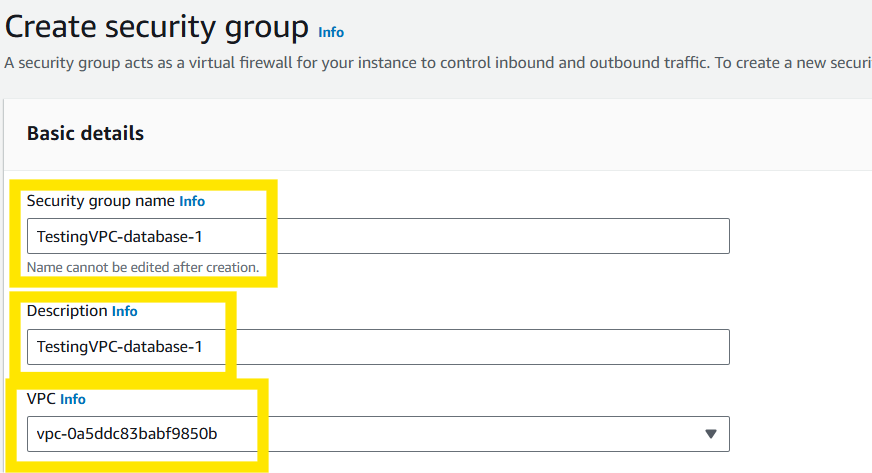 Create security group Info
A security group acts as a virtual firewall for your instance to control inbound and outbound traffic. To create a new securi
Basic details
Security group name Info
TestingVPC-database-1
Name cannot be edited after creation.
Description Info
TestingVPC-database-1
VPC Info
vpc-0a5ddc83babf9850b